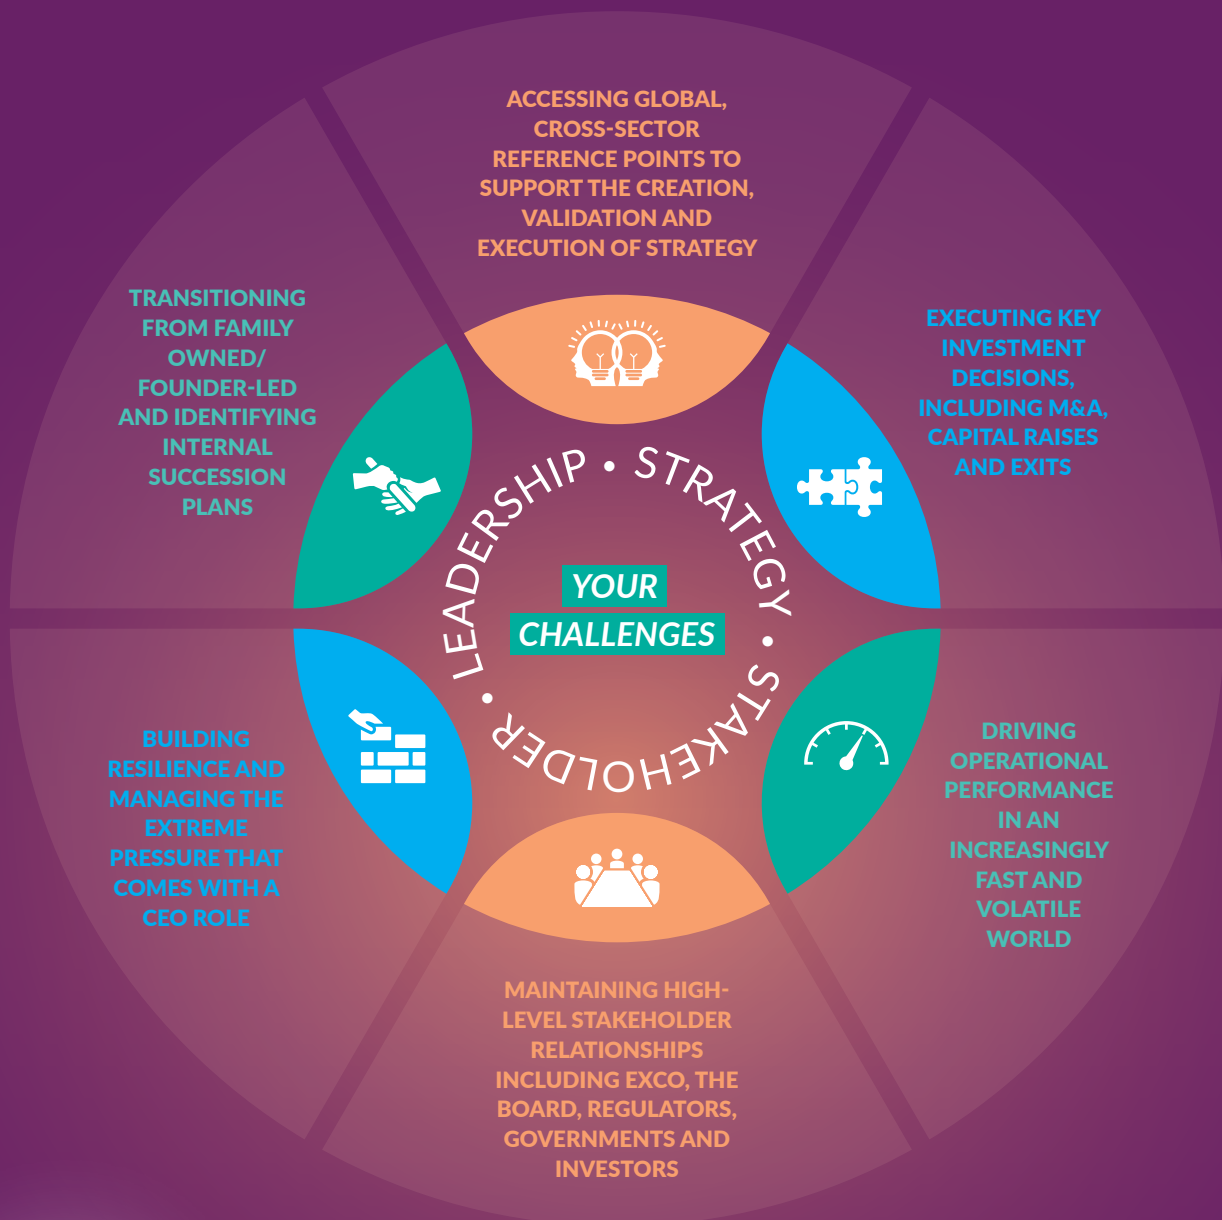 ACCESSING GLOBAL,
CROSS-SECTOR
REFERENCE POINTS TO
SUPPORT THE CREATION,
VALIDATION AND
EXECUTION OF STRATEGY
EXECUTING KEY
INVESTMENT
DECISIONS,
INCLUDING M&A,
CAPITAL RAISES
AND EXITS
DRIVING
OPERATIONAL
PERFORMANCE
IN AN
INCREASINGLY
FAST AND
VOLATILE
WORLD
MAINTAINING HIGH-
LEVEL STAKEHOLDER
RELATIONSHIPS
INCLUDING EXCO, THE
BOARD, REGULATORS,
GOVERNMENTS AND
INVESTORS
BUILDING
RESILIENCE AND
MANAGING THE
EXTREME
PRESSURE THAT
COMES WITH A
CEO ROLE
TRANSITIONING
FROM FAMILY
OWNED/
FOUNDER-LED
AND IDENTIFYING
INTERNAL
SUCCESSION
PLANS
LEADERSHIP • STRATEGY • STAKEHOLDER •
YOUR
CHALLENGES